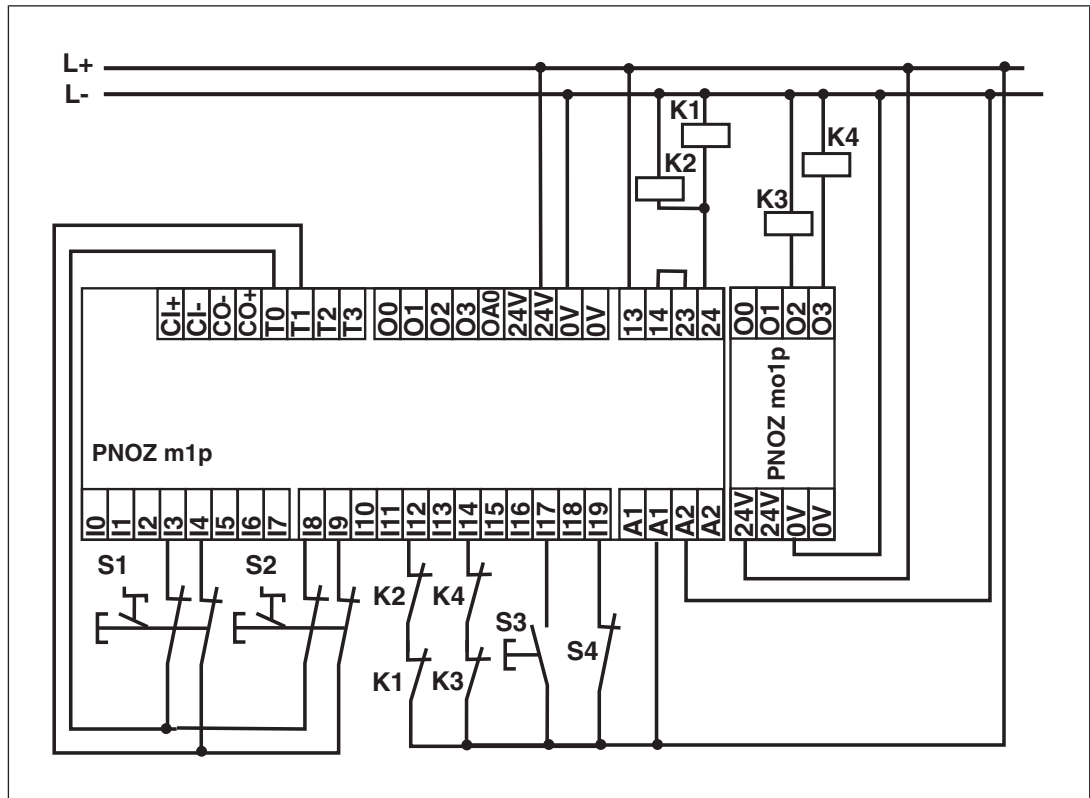 L+
L-
K1
K2
K4
K3
CI+ CI- CO- CO+ T0 T1 T2 T3 O0 O1 O2 O3 OA0 24V 24V 0V 0V 13 14 23 24 O0 O1 O2 O3
PNOZ m1p
PNOZ mo1p
I0 I1 I2 I3 I4 I5 I6 I7 I8 I9 I10 I11 I12 I13 I14 I15 I16 I17 I18 I19 A1 A1 A2 A2 24V 24V 0V 0V
S1 S2
K2 K4
S3
S4
K1 K3